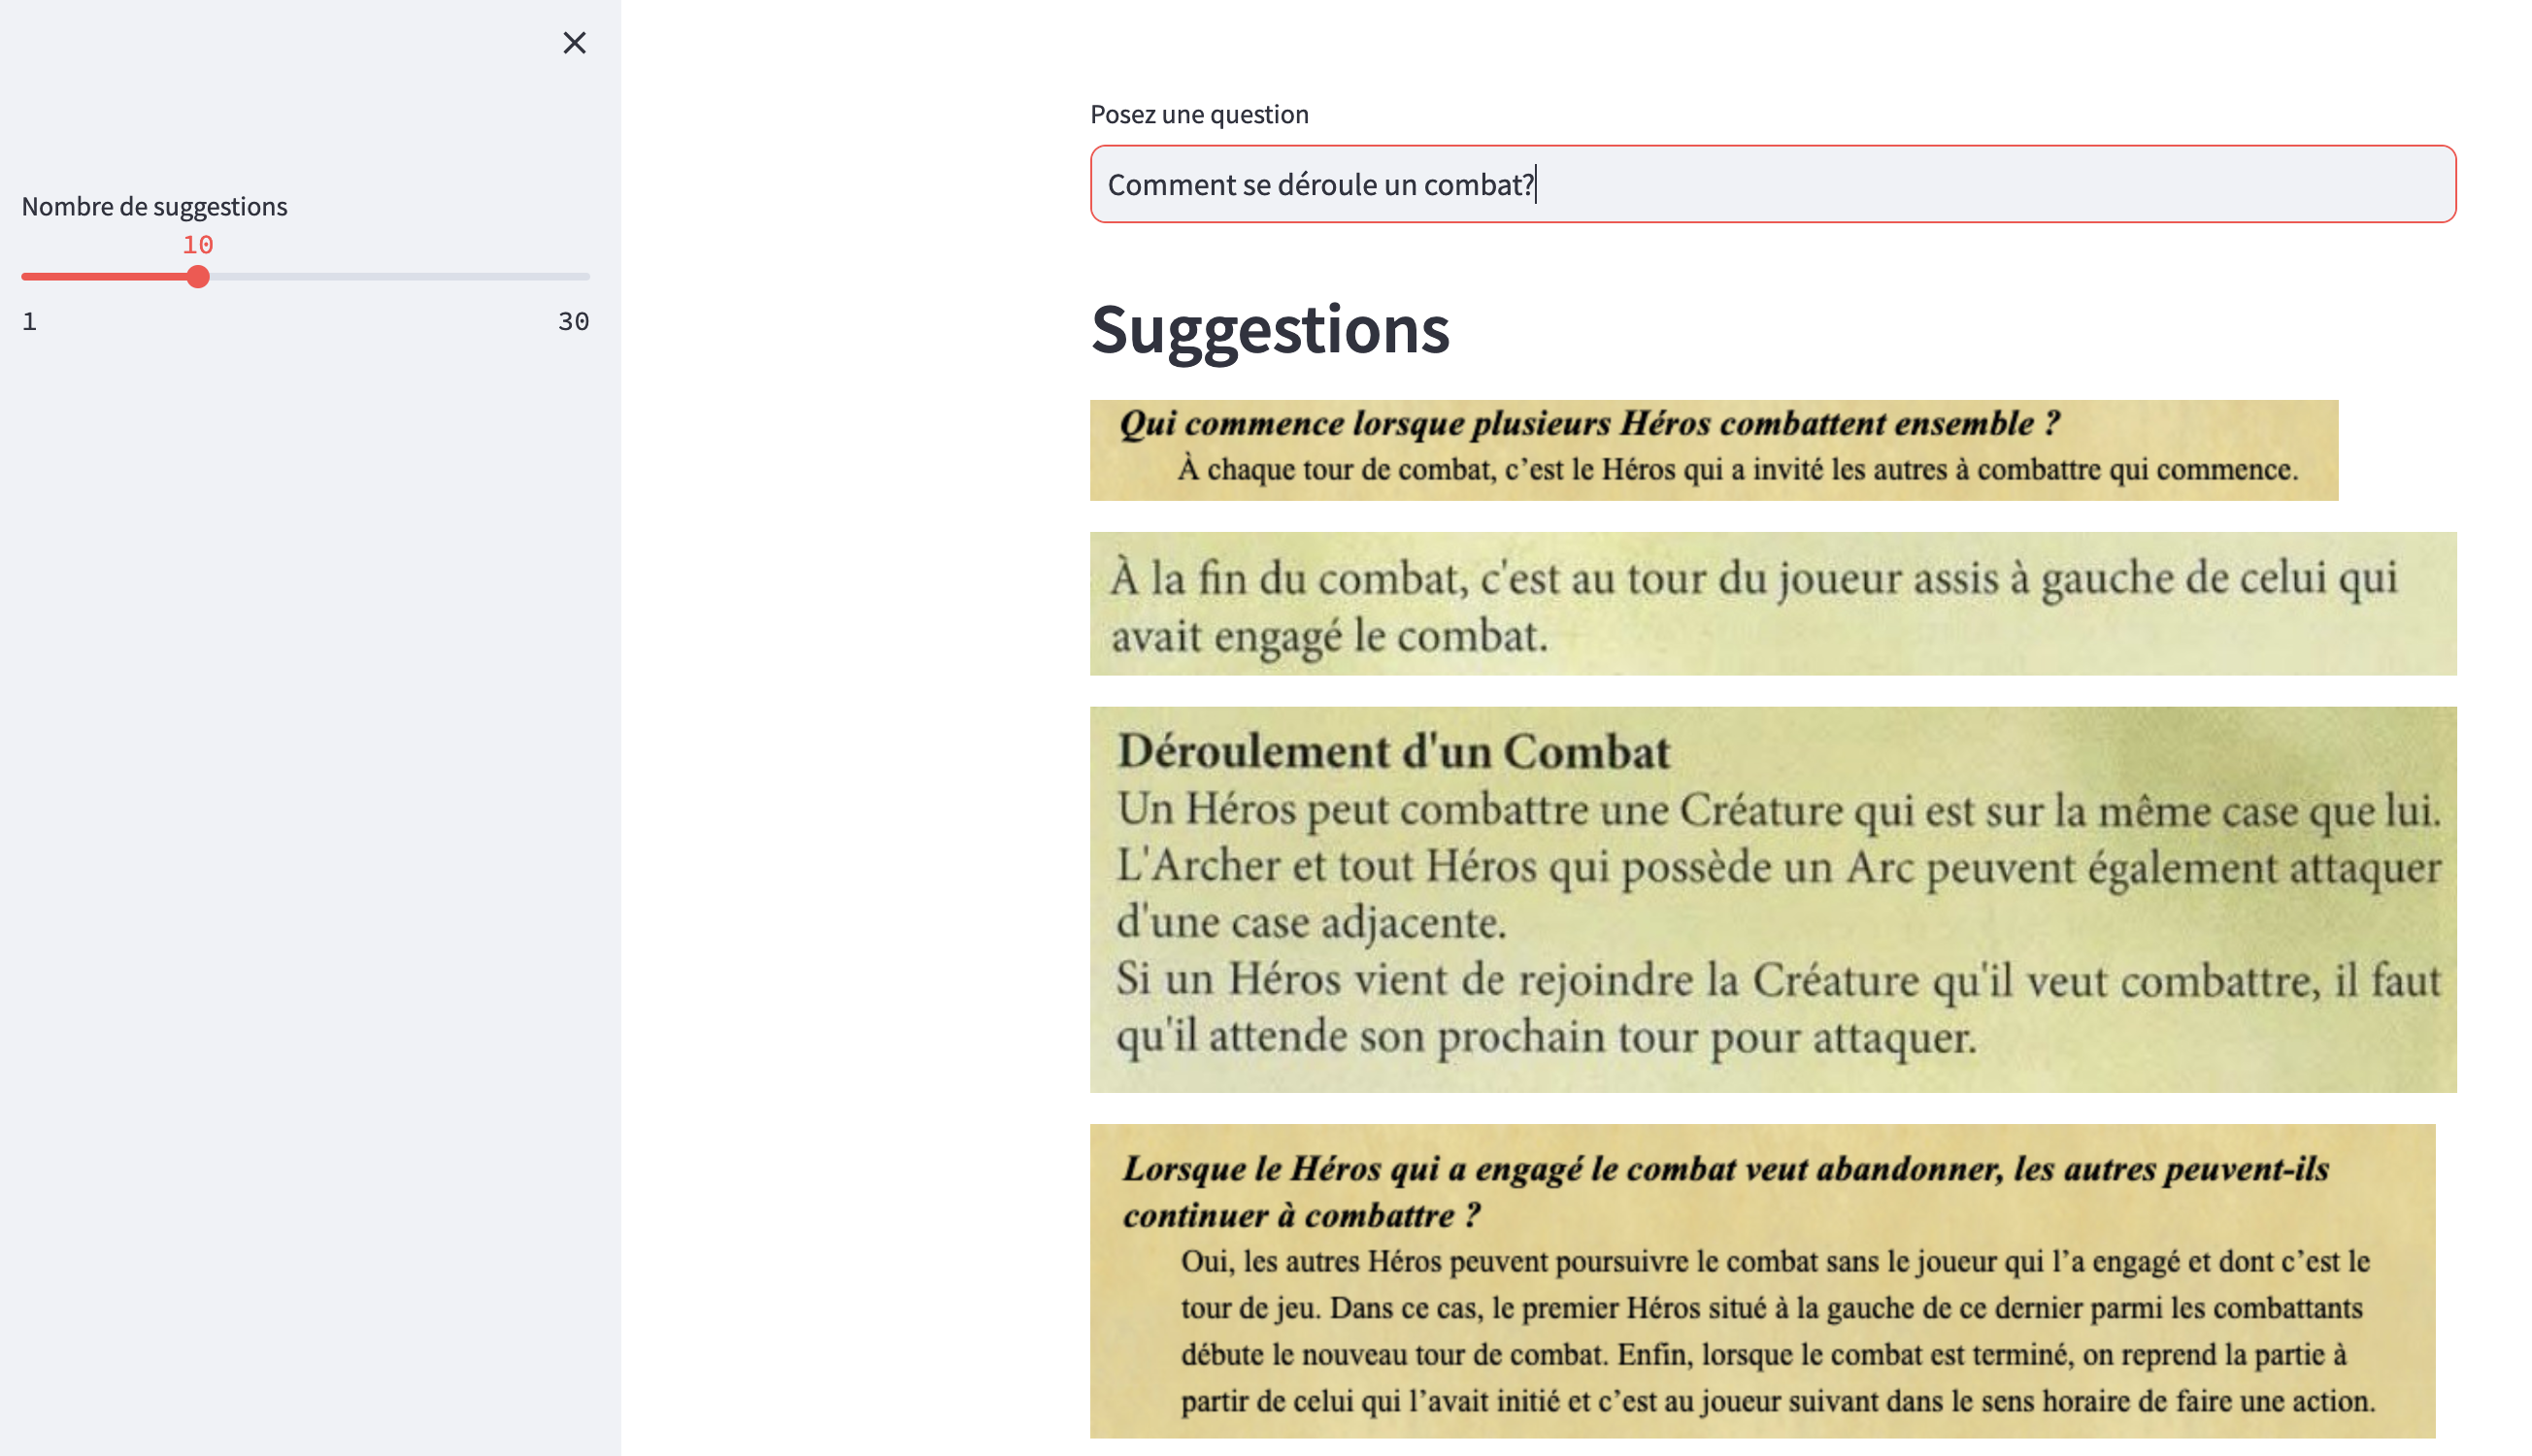 Nombre de suggestions
10
1
30
Posez une question
Comment se déroule un combat?
Suggestions
Qui commence lorsque plusieurs Héros combattent ensemble ?
À chaque tour de combat, c’est le Héros qui a invité les autres à combattre qui commence.
À la fin du combat, c'est au tour du joueur assis à gauche de celui qui
avait engagé le combat.
Déroulement d'un Combat
Un Héros peut combattre une Créature qui est sur la même case que lui.
L'Archer et tout Héros qui possède un Arc peuvent également attaquer
d'une case adjacente.
Si un Héros vient de rejoindre la Créature qu'il veut combattre, il faut
qu'il attende son prochain tour pour attaquer.
Lorsque le Héros qui a engagé le combat veut abandonner, les autres peuvent-ils
continuer à combattre ?
Oui, les autres Héros peuvent poursuivre le combat sans le joueur qui l’a engagé et dont c’est le
tour de jeu. Dans ce cas, le premier Héros situé à la gauche de ce dernier parmi les combattants
débute le nouveau tour de combat. Enfin, lorsque le combat est terminé, on reprend la partie à
partir de celui qui l’avait initié et c’est au joueur suivant dans le sens horaire de faire une action.